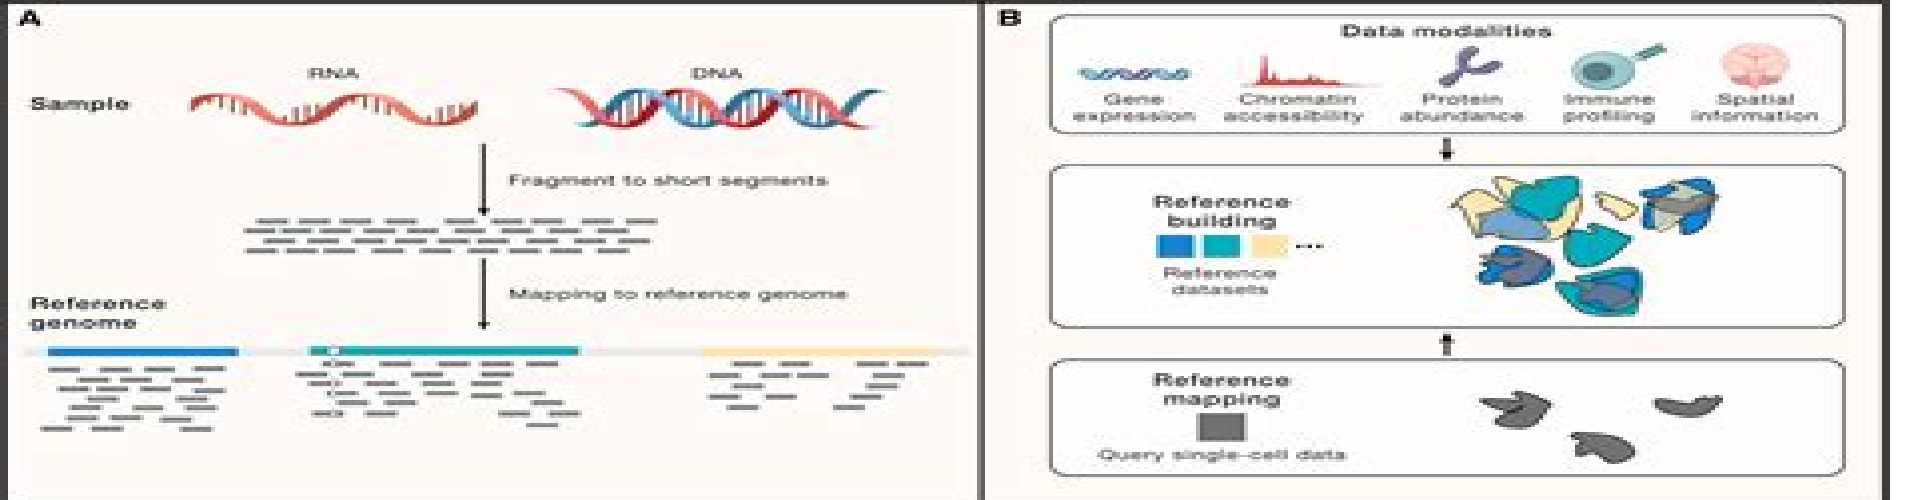 A
RNA
DNA
Sample
Fragment to short segments
Mapping to reference genome
Reference
genome
B
Data modalities
Gene
expression
Chromatin
accessibility
Protein
abundance
Immune
profiling
Spatial
information
Reference
building
...
Reference
datasets
Reference
mapping
Query single-cell data